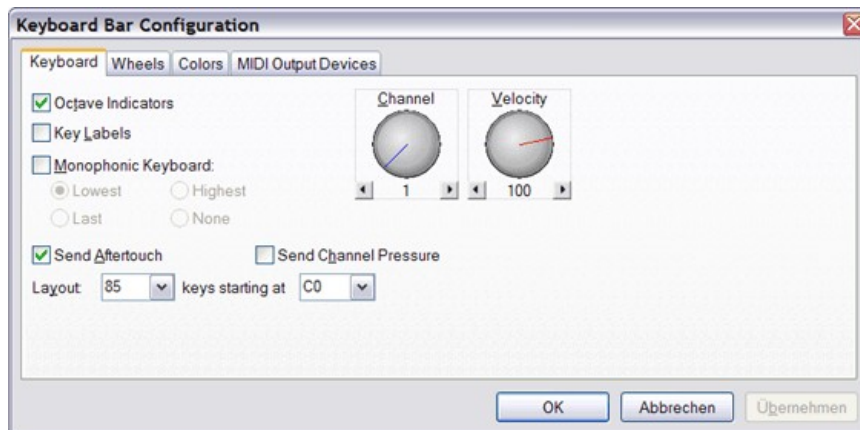 Keyboard Bar Configuration
Keyboard Wheels Colors MIDI Output Devices
Octave Indicators
Key Labels
Monophonic Keyboard:
Lowest Highest
Last None
Channel Velocity
1 100
Send Aftertouch Send Channel Pressure
Layout: 85 keys starting at C0
OK Abbrechen Übernehmen